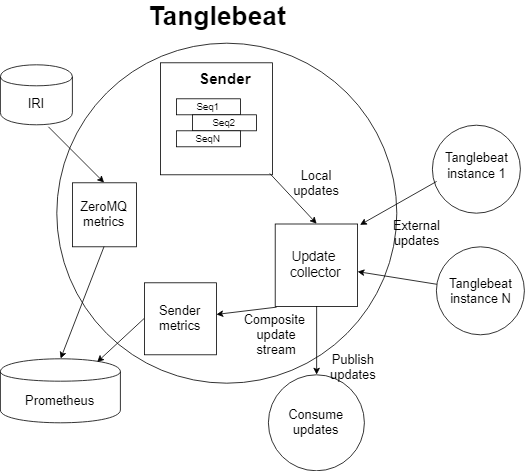 Tanglebeat
Sender
IRI
Seq1
Seq2
SeqN
Tanglebeat
instance 1
Local
updates
ZeroMQ
metrics
External
updates
Update
collector
Tanglebeat
instance N
Sender
metrics
Composite
update
stream
Publish
updates
Prometheus
Consume
updates